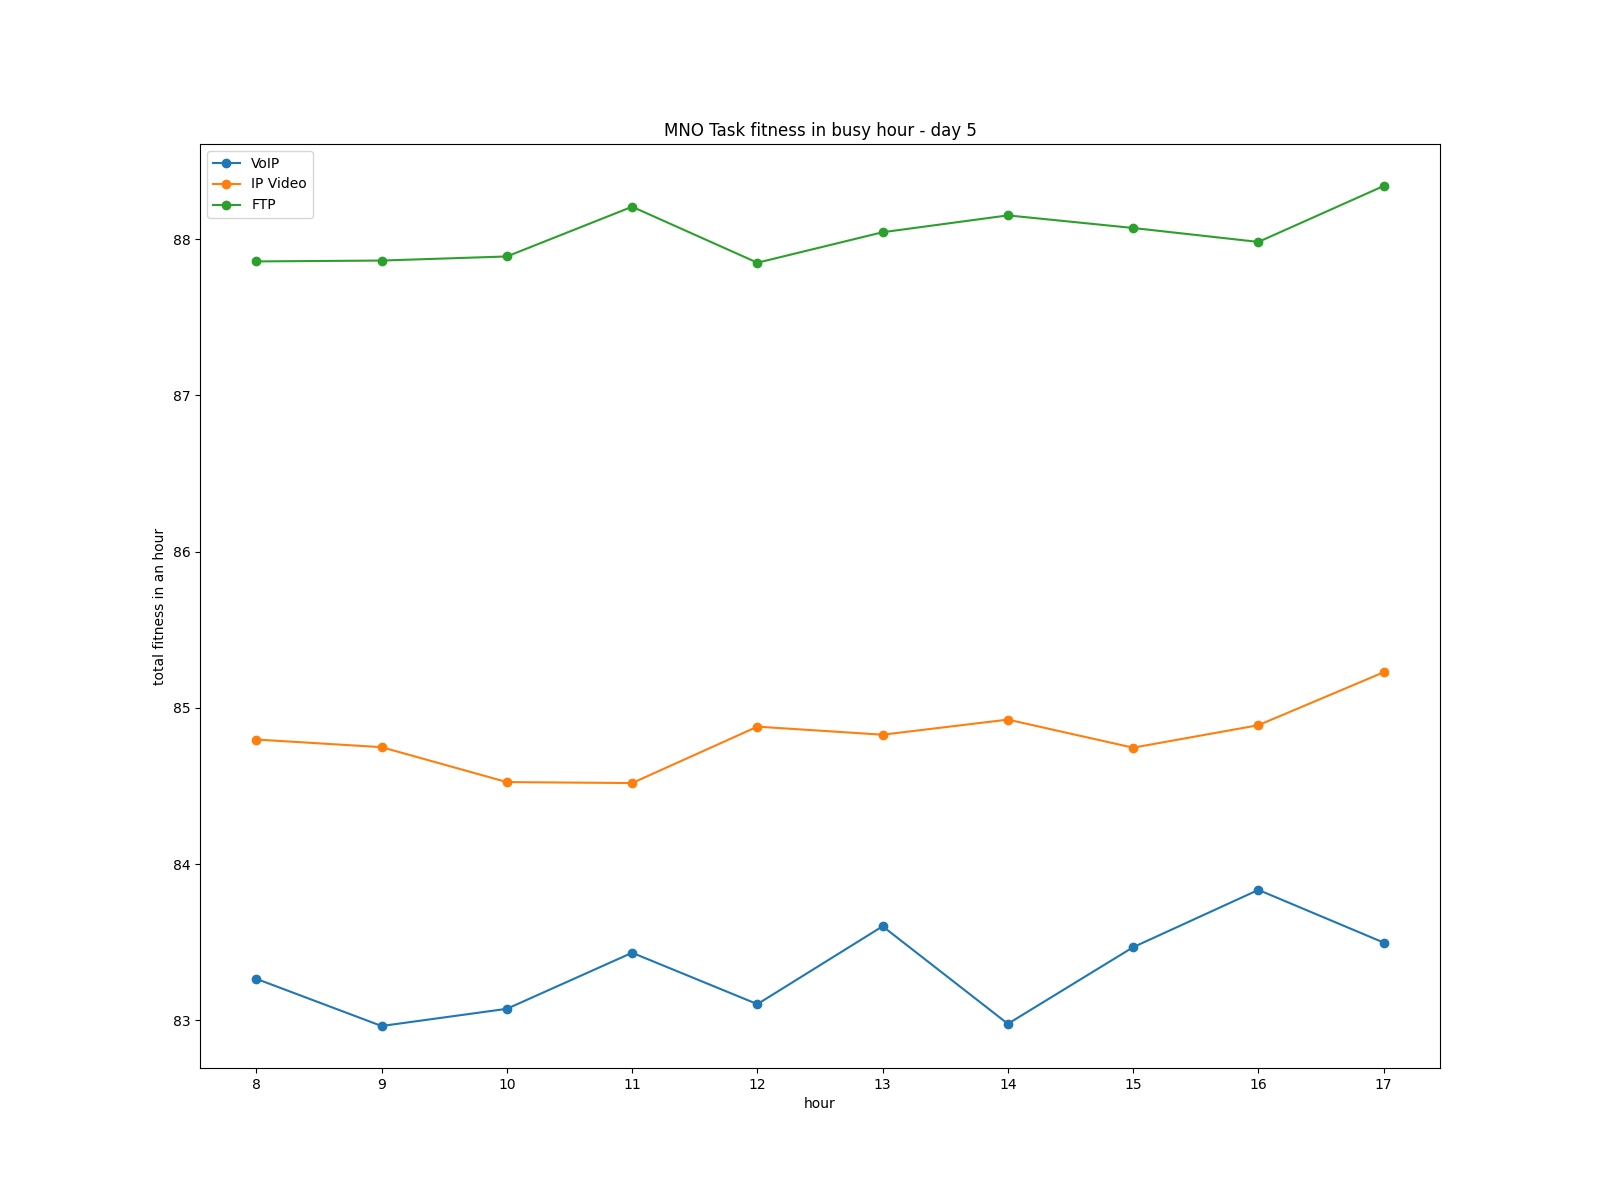 MNO Task fitness in busy hour - day 5
VoIP
IP Video
FTP
88
87
86
85
84
83
total fitness in an hour
8 9 10 11 12 13 14 15 16 17
hour